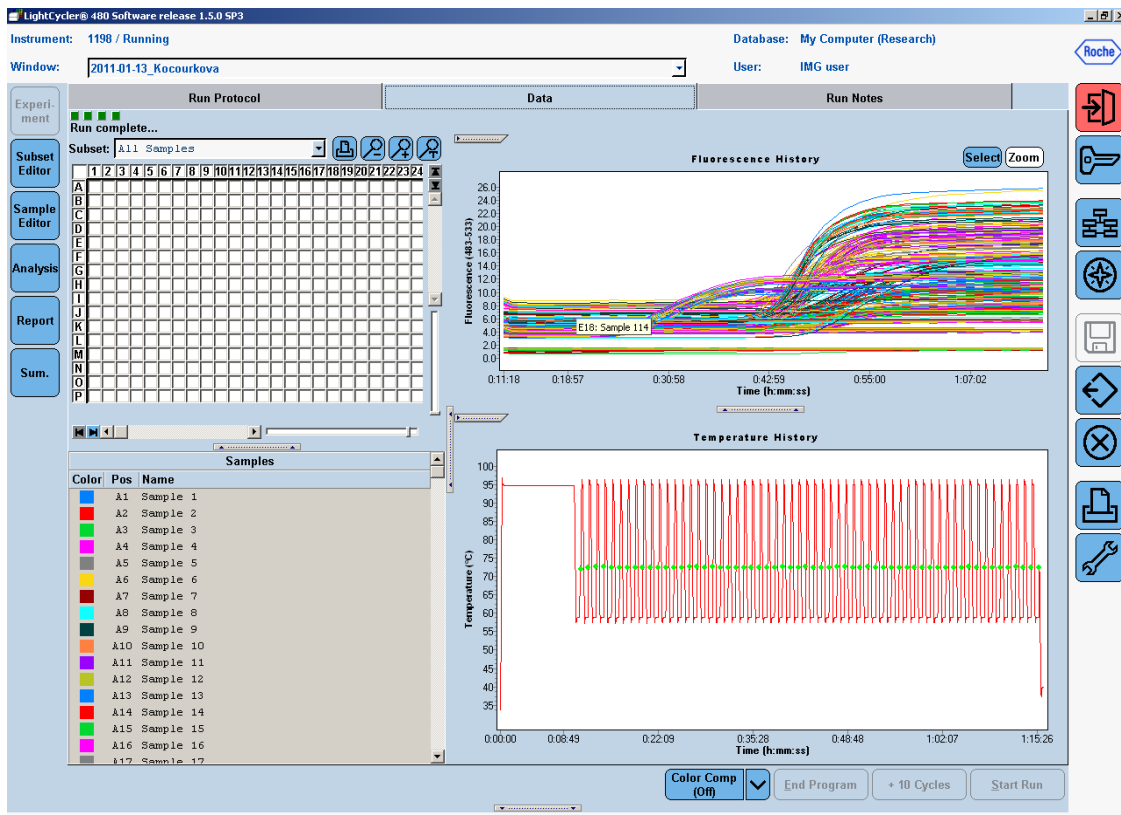 LightCycler® 480 Software release 1.5.0 SP3
Instrument: 1198 / Running
Database: My Computer (Research)
Roche
Window: 2011-01-13_Kocourkova
User: IMG user
Experi-
ment
Subset
Editor
Sample
Editor
Analysis
Report
Sum.
Run Protocol
Data
Run Notes
Run complete...
Subset: All Samples
1 2 3 4 5 6 7 8 9 10 11 12 13 14 15 16 17 18 19 20 21 22 23 24
A
B
C
D
E
F
G
H
I
J
K
L
M
N
O
P
Samples
Color Pos Name
A1 Sample 1
A2 Sample 2
A3 Sample 3
A4 Sample 4
A5 Sample 5
A6 Sample 6
A7 Sample 7
A8 Sample 8
A9 Sample 9
A10 Sample 10
A11 Sample 11
A12 Sample 12
A13 Sample 13
A14 Sample 14
A15 Sample 15
A16 Sample 16
A17 Sample 17
Fluorescence History
Select
Zoom
Fluorescence (483-533)
26.0
24.0
22.0
20.0
18.0
16.0
14.0
12.0
10.0
8.0
6.0
4.0
2.0
0.0
E18: Sample 114
0:11:18 0:18:57 0:30:58 0:42:59 0:55:00 1:07:02
Time (h:mm:ss)
Temperature History
Temperature (°C)
100
95
90
85
80
75
70
65
60
55
50
45
40
35
0:00:00 0:08:49 0:22:09 0:35:28 0:48:48 1:02:07 1:15:26
Time (h:mm:ss)
Color Comp
(Off)
End Program
+ 10 Cycles
Start Run